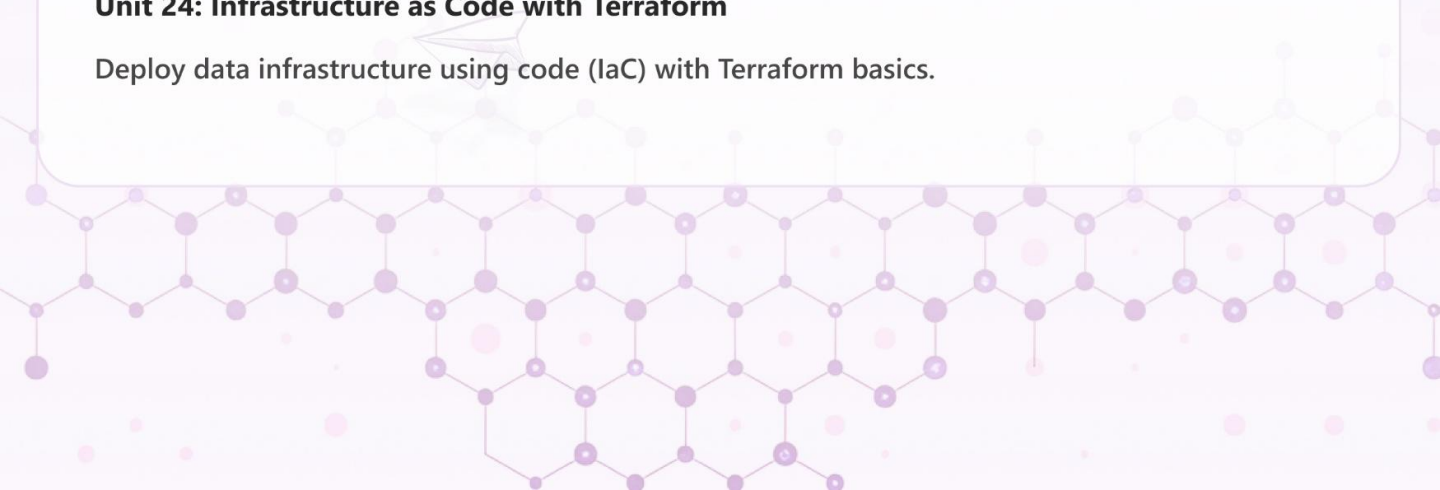 Unit 24: Infrastructure as Code with Terraform
Deploy data infrastructure using code (IaC) with Terraform basics.